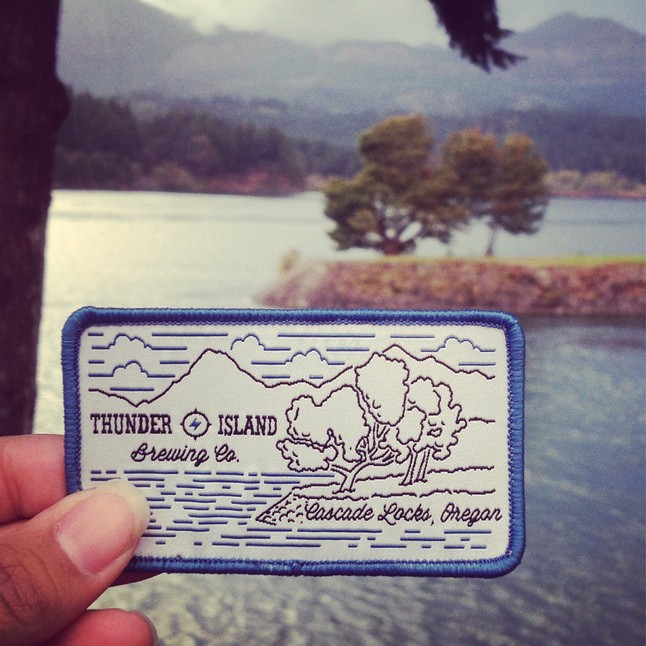 THUNDER ISLAND
Brewing Co.
Cascade Locks, Oregon